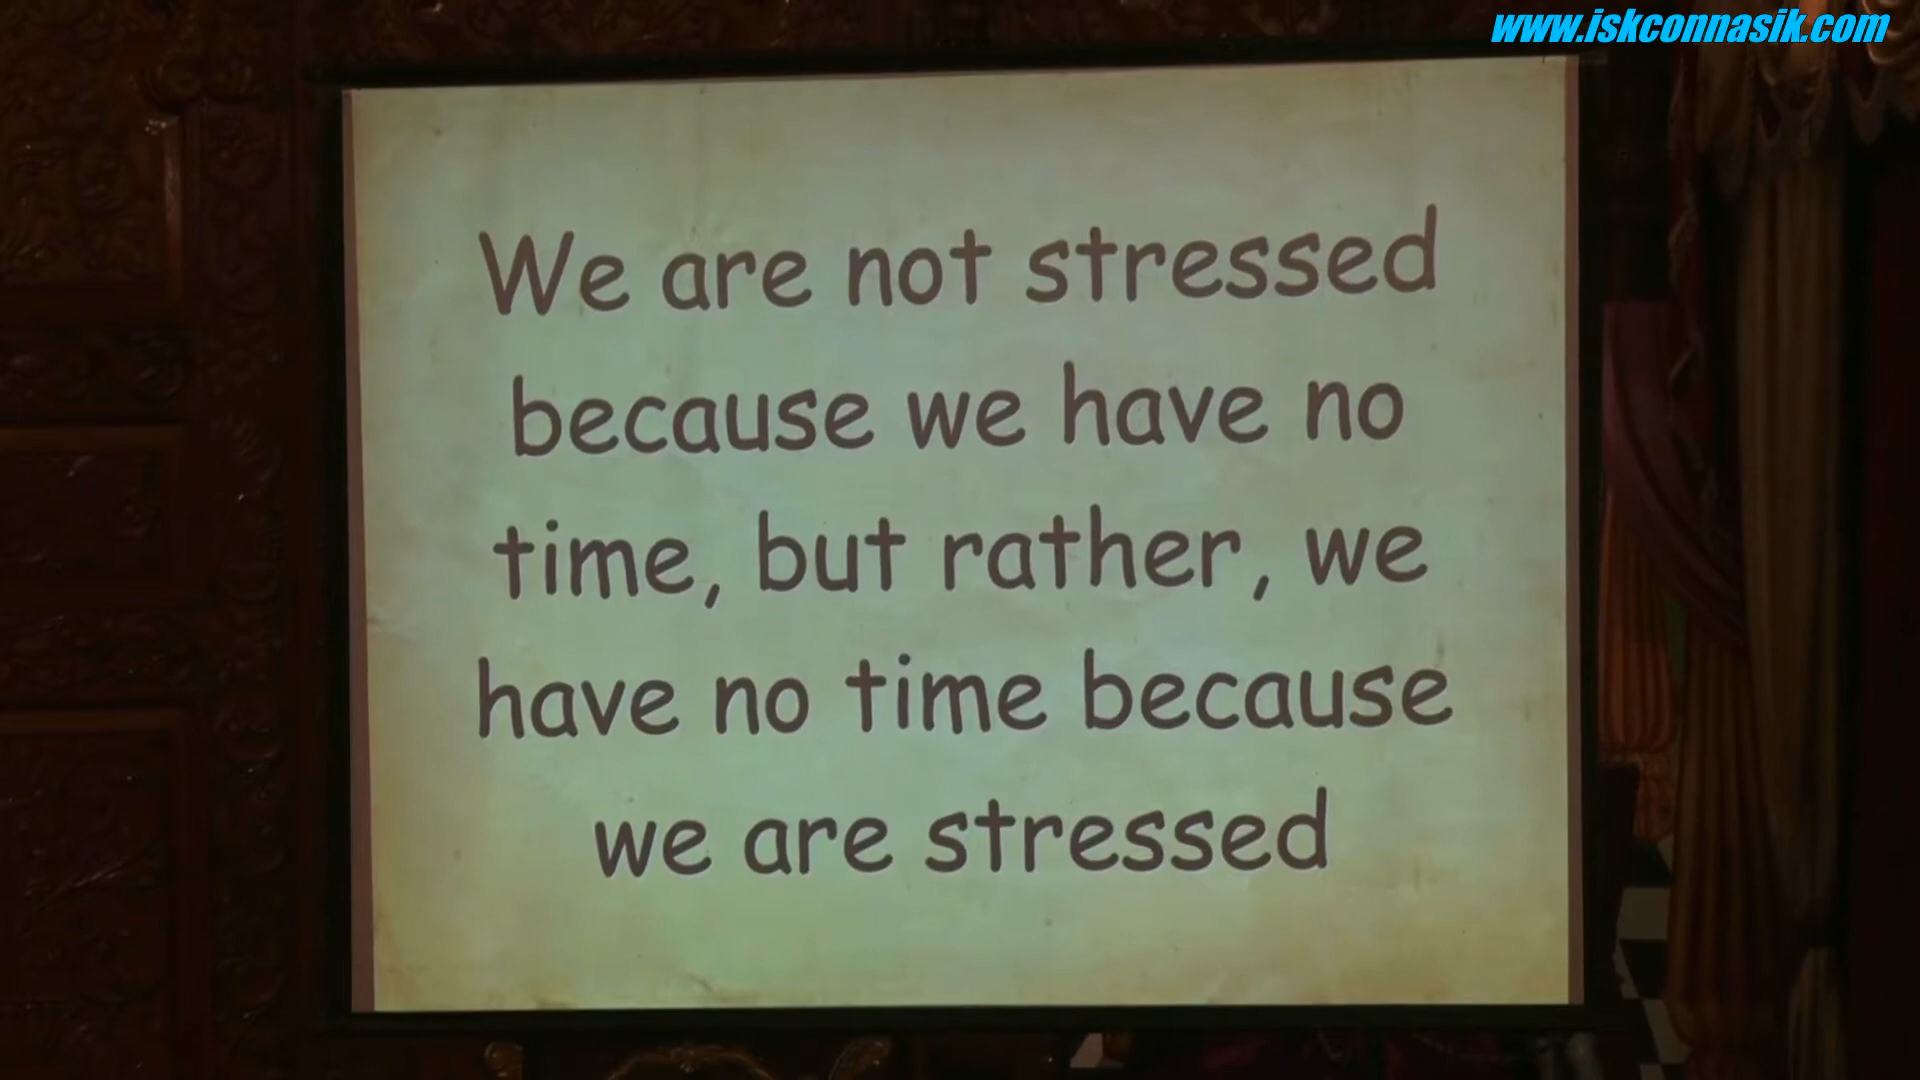 www.iskconnasik.com
We are not stressed
because we have no
time, but rather, we
have no time because
we are stressed